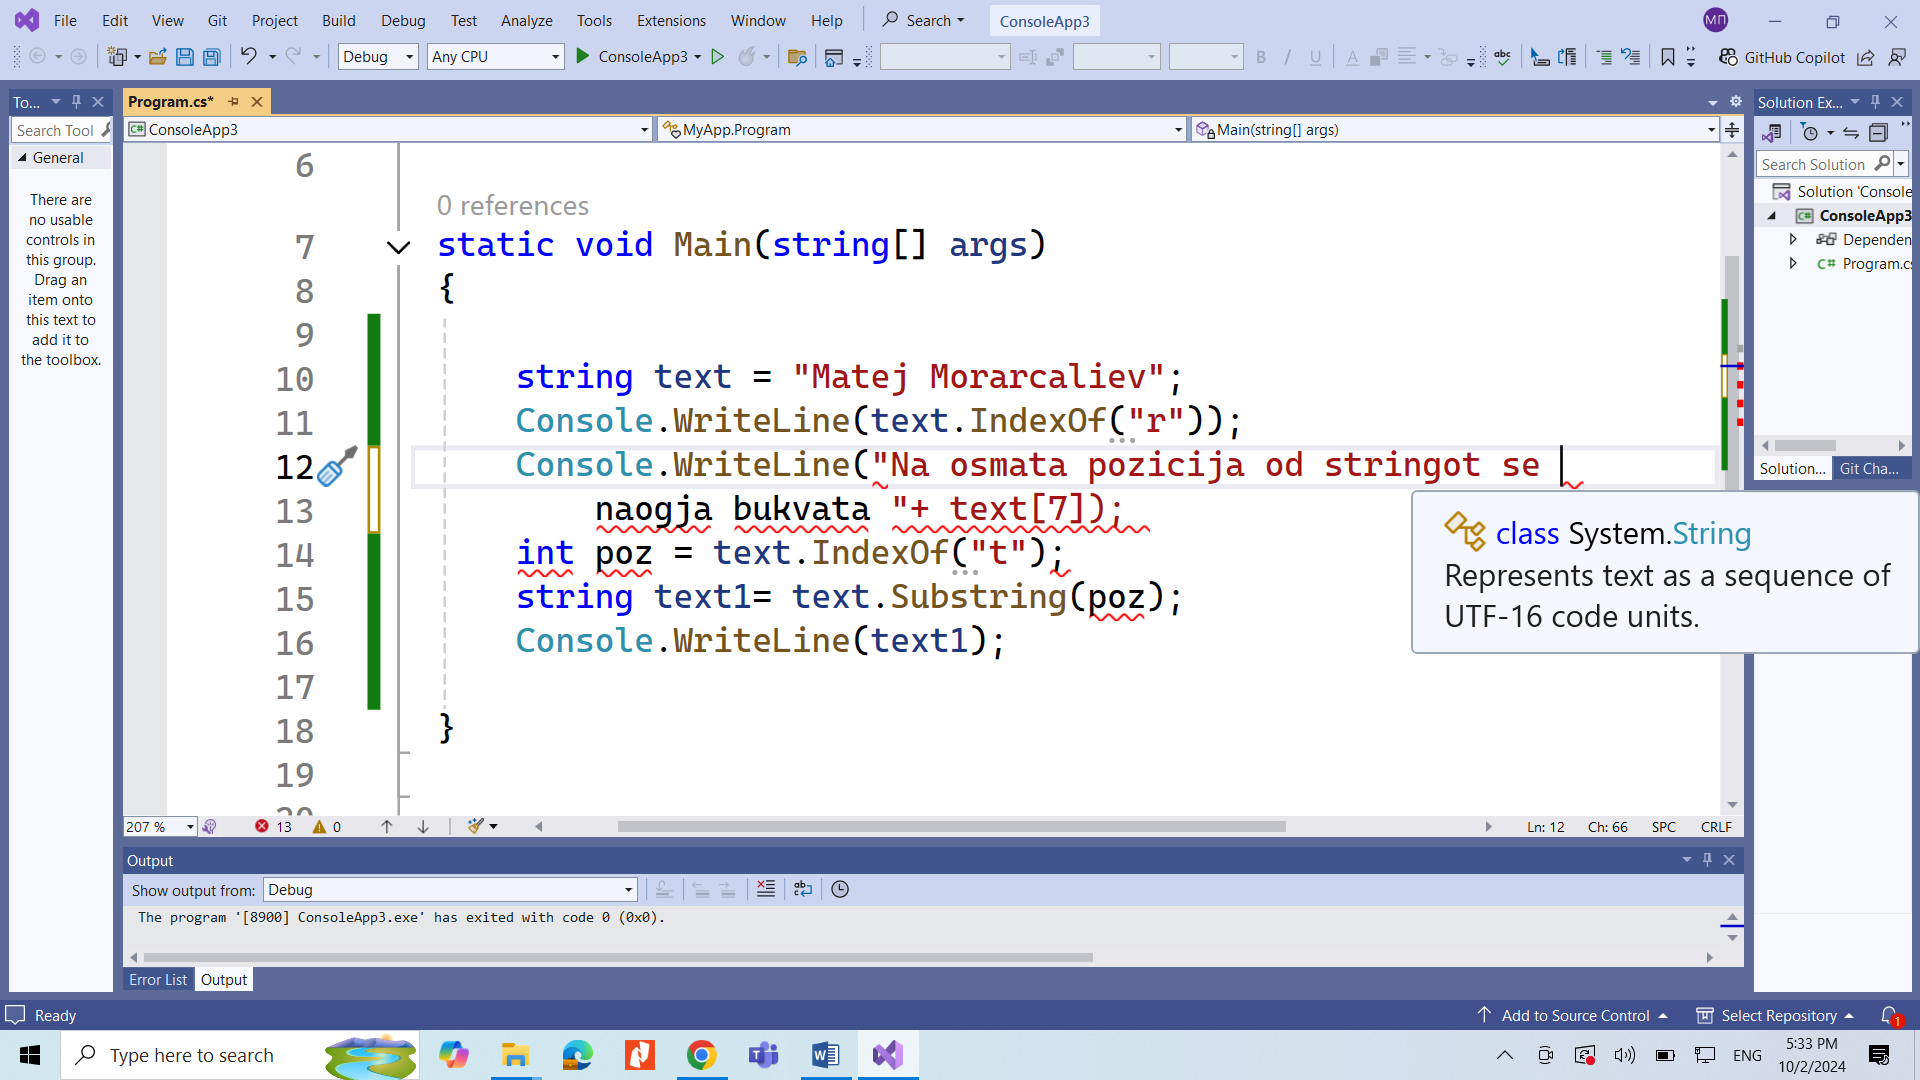 File Edit View Git Project Build Debug Test Analyze Tools Extensions Window Help Search ConsoleApp3 МП
Debug Any CPU ConsoleApp3 GitHub Copilot
To... Program.cs* Solution Ex...
Search Tool ConsoleApp3 MyApp.Program Main(string[] args)
General
There are
no usable
controls in
this group.
Drag an
item onto
this text to
add it to
the toolbox.
6
0 references
7 static void Main(string[] args)
8 {
9
10 string text = "Matej Morarcaliev";
11 Console.WriteLine(text.IndexOf("r"));
12 Console.WriteLine("Na osmata pozicija od stringot se
13 naogja bukvata "+ text[7]);
14 int poz = text.IndexOf("t");
15 string text1= text.Substring(poz);
16 Console.WriteLine(text1);
17
18 }
19
20
class System.String
Represents text as a sequence of
UTF-16 code units.
Search Solution
Solution 'Console
ConsoleApp3
Dependen
Program.cs
Solution... Git Cha...
207 % 13 0 Ln: 12 Ch: 66 SPC CRLF
Output
Show output from: Debug
The program '[8900] ConsoleApp3.exe' has exited with code 0 (0x0).
Error List Output
Ready Add to Source Control Select Repository 1
Type here to search ENG 5:33 PM
10/2/2024